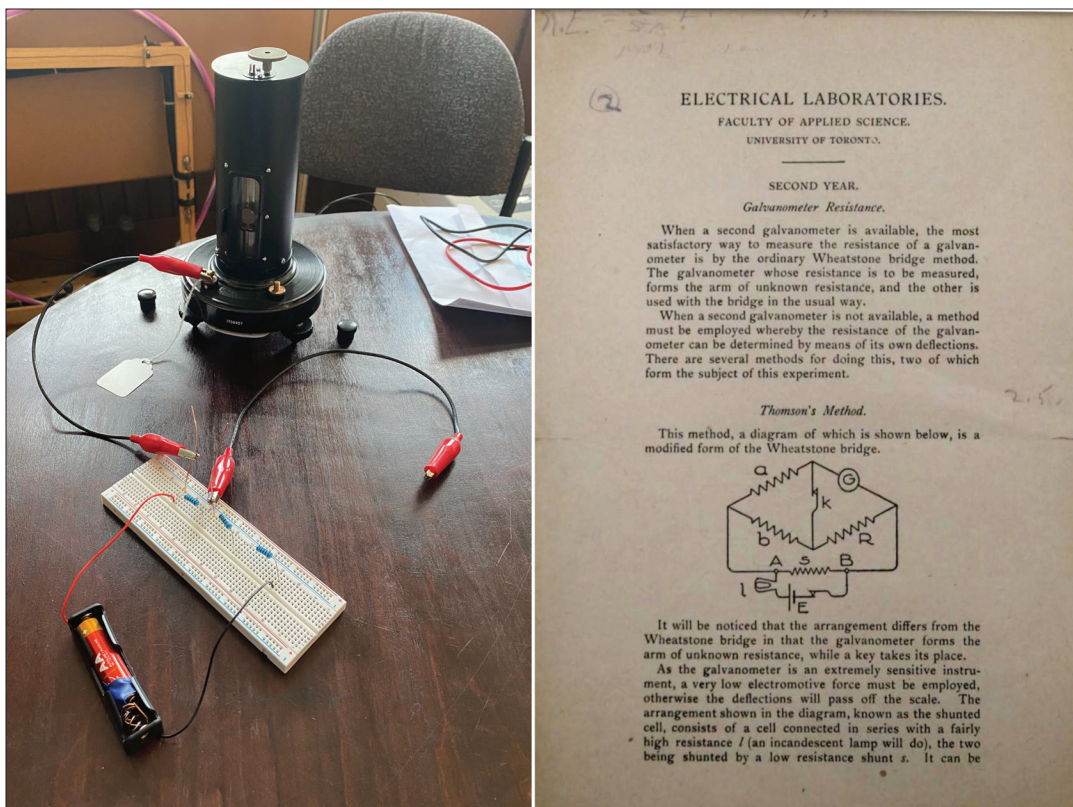 AA
(2)
ELECTRICAL LABORATORIES.
FACULTY OF APPLIED SCIENCE.
UNIVERSITY OF TORONTO.
SECOND YEAR.
Galvanometer Resistance.
When a second galvanometer is available, the most
satisfactory way to measure the resistance of a galvan-
ometer is by the ordinary Wheatstone bridge method.
The galvanometer whose resistance is to be measured,
forms the arm of unknown resistance, and the other is
used with the bridge in the usual way.
When a second galvanometer is not available, a method
must be employed whereby the resistance of the galvan-
ometer can be determined by means of its own deflections.
There are several methods for doing this, two of which
form the subject of this experiment.
2.5
Thomson's Method.
This method, a diagram of which is shown below, is a
modified form of the Wheatstone bridge.
a G
k
b R
A S B
l
E
It will be noticed that the arrangement differs from the
Wheatstone bridge in that the galvanometer forms the
arm of unknown resistance, while a key takes its place.
As the galvanometer is an extremely sensitive instru-
ment, a very low electromotive force must be employed,
otherwise the deflections will pass off the scale. The
arrangement shown in the diagram, known as the shunted
cell, consists of a cell connected in series with a fairly
high resistance l (an incandescent lamp will do), the two
being shunted by a low resistance shunt s. It can be